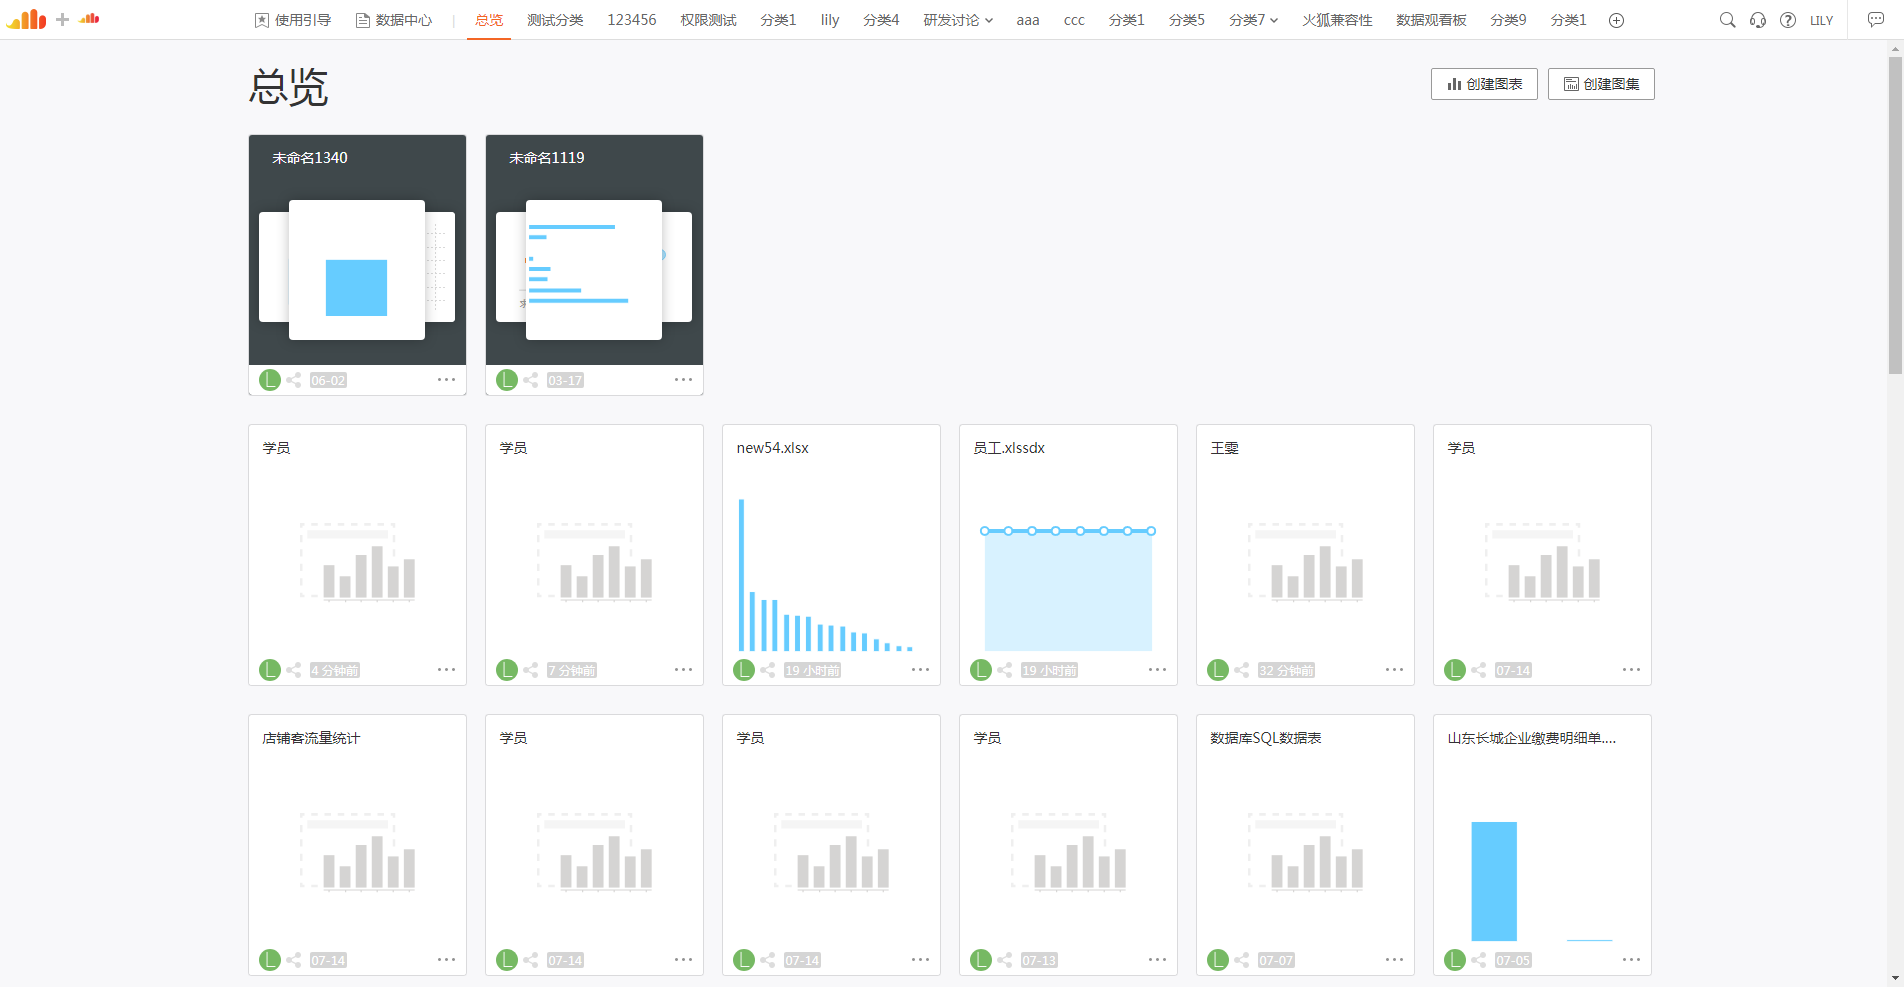 使用引导 数据中心 | 总览 测试分类 123456 权限测试 分类1 lily 分类4 研发讨论 aaa ccc 分类1 分类5 分类7 火狐兼容性 数据观看板 分类9 分类1 LILY
总览 创建图表 创建图集
未命名1340 未命名1119
L 06-02 L 03-17
学员 学员 new54.xlsx 员工.xlssdx 王雯 学员
L 4 分钟前 L 7 分钟前 L 19 小时前 L 19 小时前 L 32 分钟前 L 07-14
店铺客流量统计 学员 学员 学员 数据库SQL数据表 山东长城企业缴费明细单....
L 07-14 L 07-14 L 07-14 L 07-13 L 07-07 L 07-05